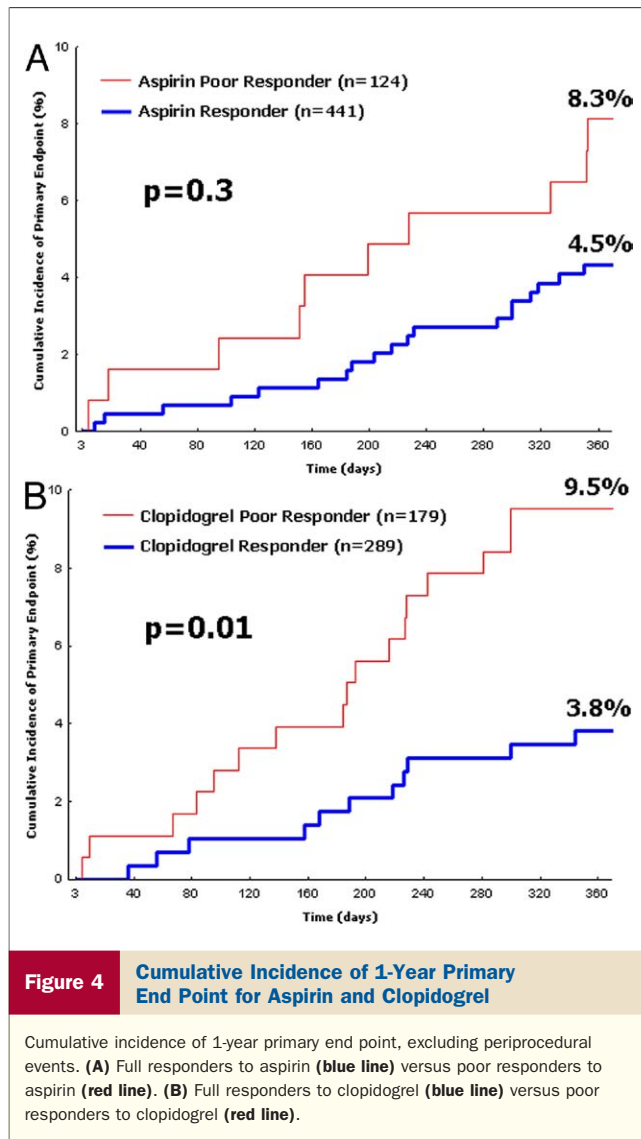 A
Cumulative Incidence of Primary Endpoint (%)
10
8
6
4
2
0
Aspirin Poor Responder (n=124)
Aspirin Responder (n=441)
p=0.3
8.3%
4.5%
3 40 80 120 160 200 240 280 320 360
Time (days)
B
Cumulative Incidence of Primary Endpoint (%)
10
8
6
4
2
0
Clopidogrel Poor Responder (n=179)
Clopidogrel Responder (n=289)
p=0.01
9.5%
3.8%
3 40 80 120 160 200 240 280 320 360
Time (days)
Figure 4
Cumulative Incidence of 1-Year Primary
End Point for Aspirin and Clopidogrel
Cumulative incidence of 1-year primary end point, excluding periprocedural
events. (A) Full responders to aspirin (blue line) versus poor responders to
aspirin (red line). (B) Full responders to clopidogrel (blue line) versus poor
responders to clopidogrel (red line).